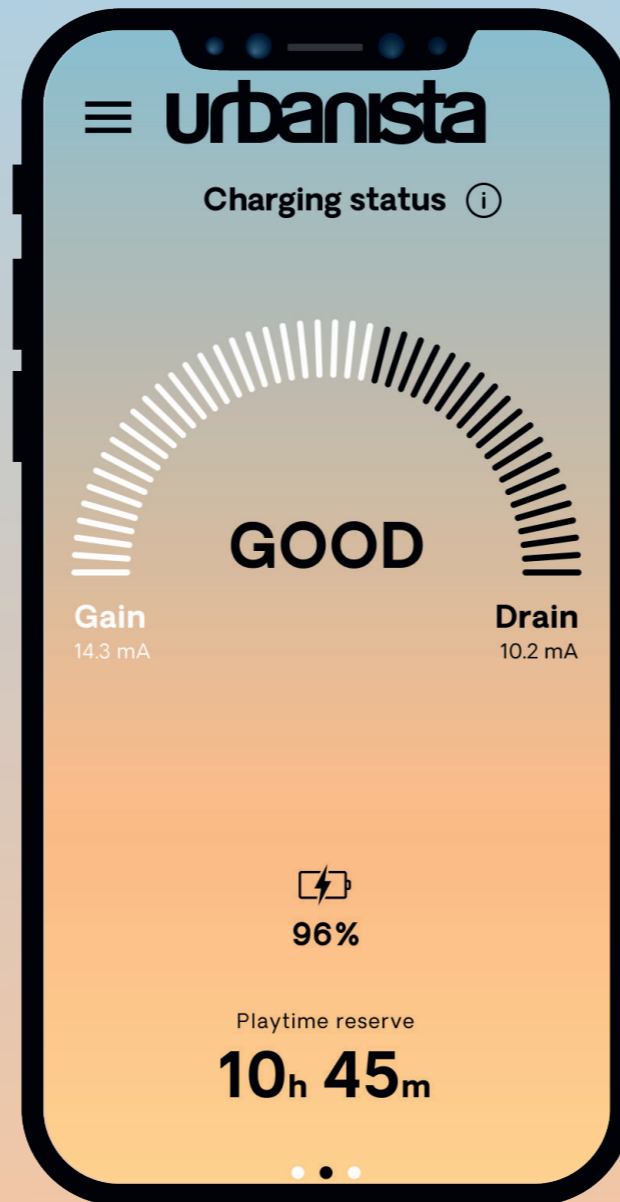 urbanista
Charging status i
GOOD
Gain Drain
14.3 mA 10.2 mA
96%
Playtime reserve
10h 45m